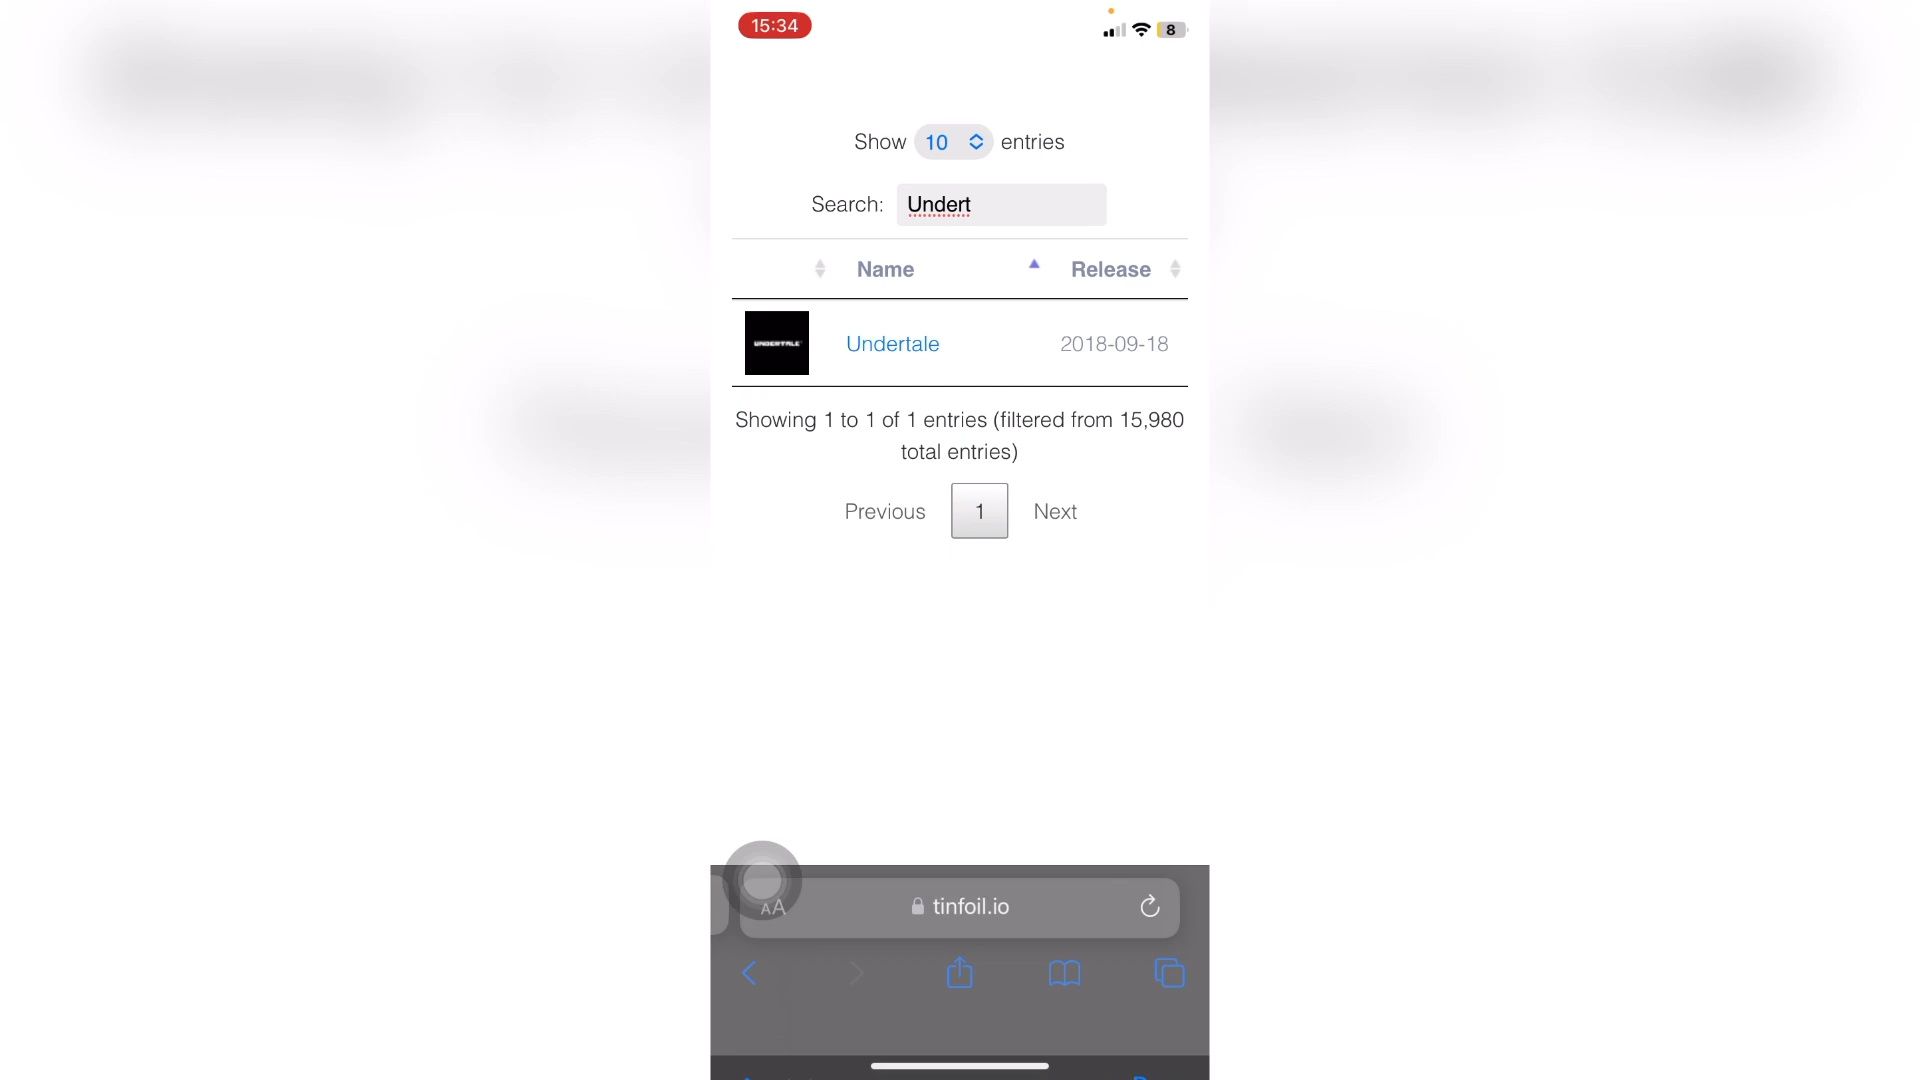 15:34
8
Show 10 entries
Search: Undert
Name Release
UNDERTALE
Undertale 2018-09-18
Showing 1 to 1 of 1 entries (filtered from 15,980
total entries)
Previous 1 Next
AA tinfoil.io